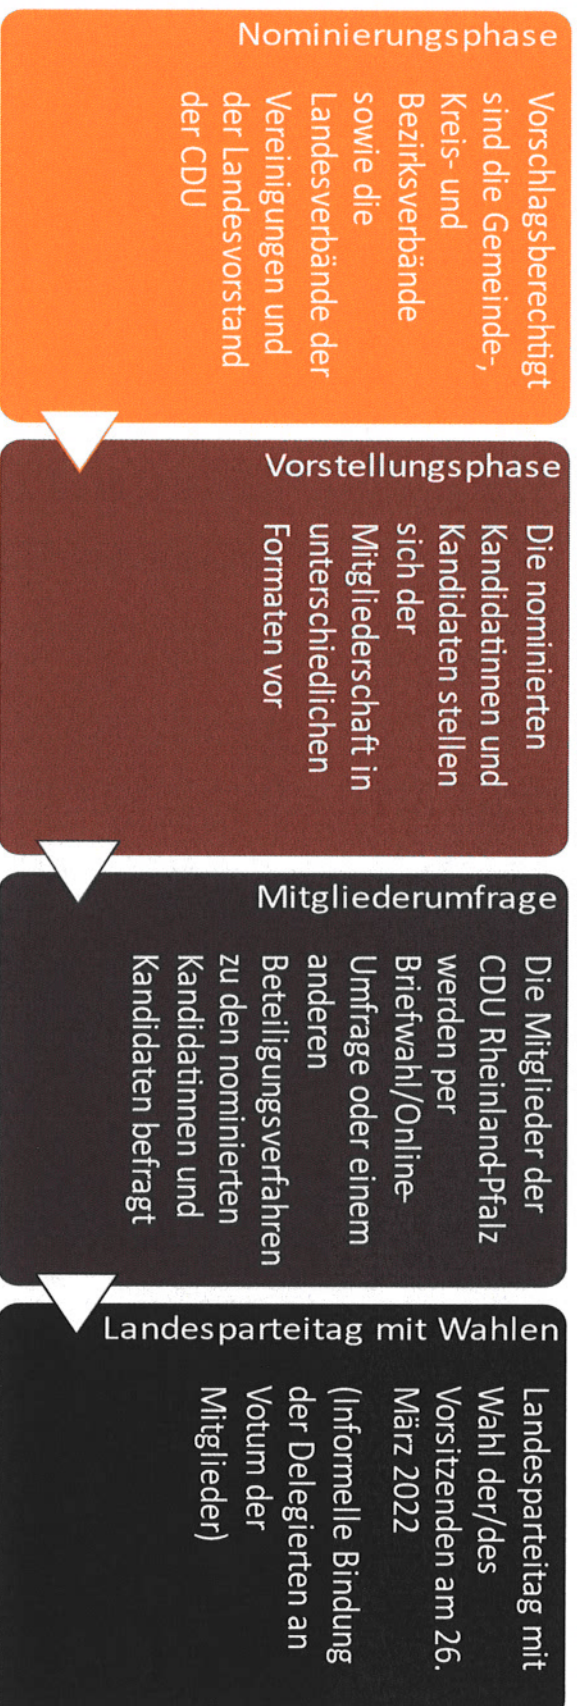 Nominierungsphase
Vorschlagsberechtigt
sind die Gemeinde-,
Kreis- und
Bezirksverbände
sowie die
Landesverbände der
Vereinigungen und
der Landesvorstand
der CDU
Vorstellungsphase
Die nominierten
Kandidatinnen und
Kandidaten stellen
sich der
Mitgliederschaft in
unterschiedlichen
Formaten vor
Mitgliederumfrage
Die Mitglieder der
CDU Rheinland-Pfalz
werden per
Briefwahl/Online-
Umfrage oder einem
anderen
Beteiligungsverfahren
zu den nominierten
Kandidatinnen und
Kandidaten befragt
Landesparteitag mit Wahlen
Landesparteitag mit
Wahl der/des
Vorsitzenden am 26.
März 2022
(Informelle Bindung
der Delegierten an
Votum der
Mitglieder)